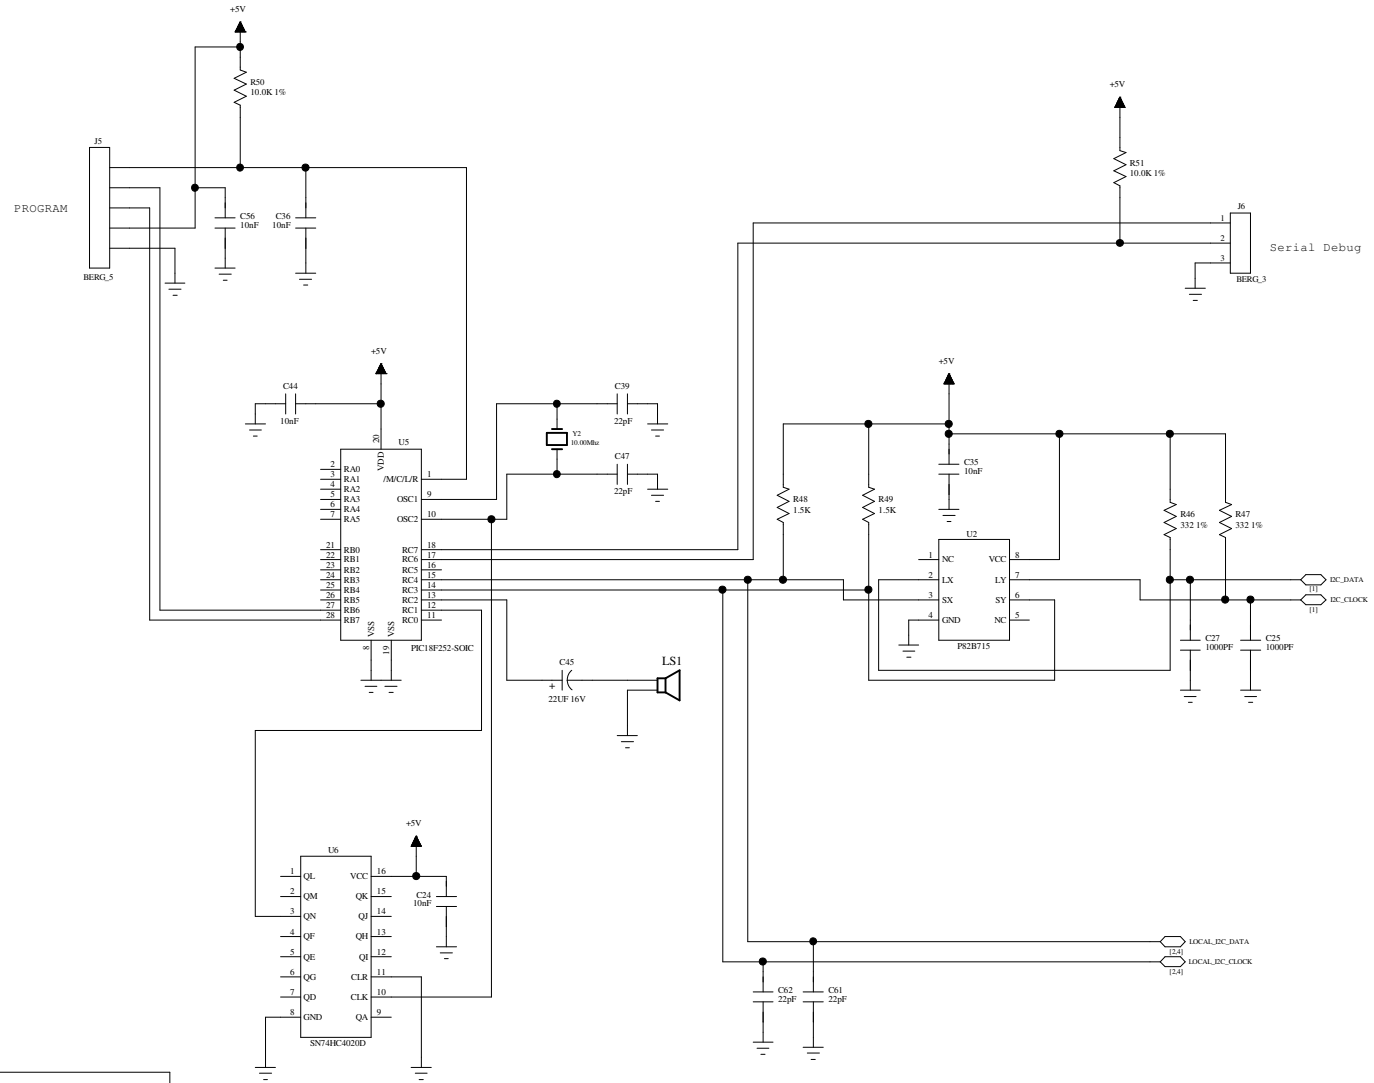 +5V
R50
10.0K 1%
J5
PROGRAM
C56
10nF
C36
10nF
BERG_5
+5V
R51
10.0K 1%
J6
1
2
3
Serial Debug
BERG_3
+5V
C44
10nF
20
VDD
U5
2 RA0
3 RA1
4 RA2
5 RA3
6 RA4
7 RA5
21 RB0
22 RB1
23 RB2
24 RB3
25 RB4
26 RB5
27 RB6
28 RB7
/M/C/L/R 1
OSC1 9
OSC2 10
RC7 18
RC6 17
RC5 16
RC4 15
RC3 14
RC2 13
RC1 12
RC0 11
VSS
VSS
8
19
PIC18F252-SOIC
C39
22pF
Y2
10.00Mhz
C47
22pF
C45
+
22UF 16V
LS1
+5V
R48
1.5K
R49
1.5K
C35
10nF
U2
1 NC
2 LX
3 SX
4 GND
VCC 8
LY 7
SY 6
NC 5
P82B715
R46
332 1%
R47
332 1%
I2C_DATA
[1]
I2C_CLOCK
[1]
C27
1000PF
C25
1000PF
+5V
U6
1 QL
2 QM
3 QN
4 QF
5 QE
6 QG
7 QD
8 GND
VCC 16
QK 15
QJ 14
QH 13
QI 12
CLR 11
CLK 10
QA 9
SN74HC4020D
C24
10nF
LOCAL_I2C_DATA
[2,4]
LOCAL_I2C_CLOCK
[2,4]
C62
22pF
C61
22pF